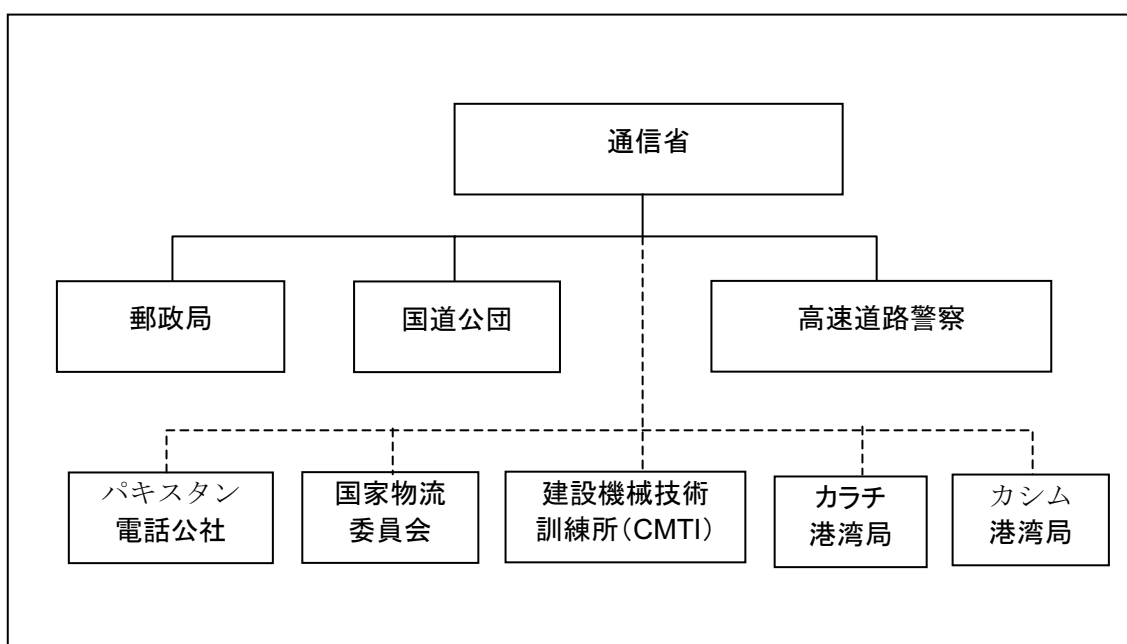 通信省
郵政局
国道公団
高速道路警察
パキスタン
電話公社
国家物流
委員会
建設機械技術
訓練所(CMTI)
カラチ
港湾局
カシム
港湾局